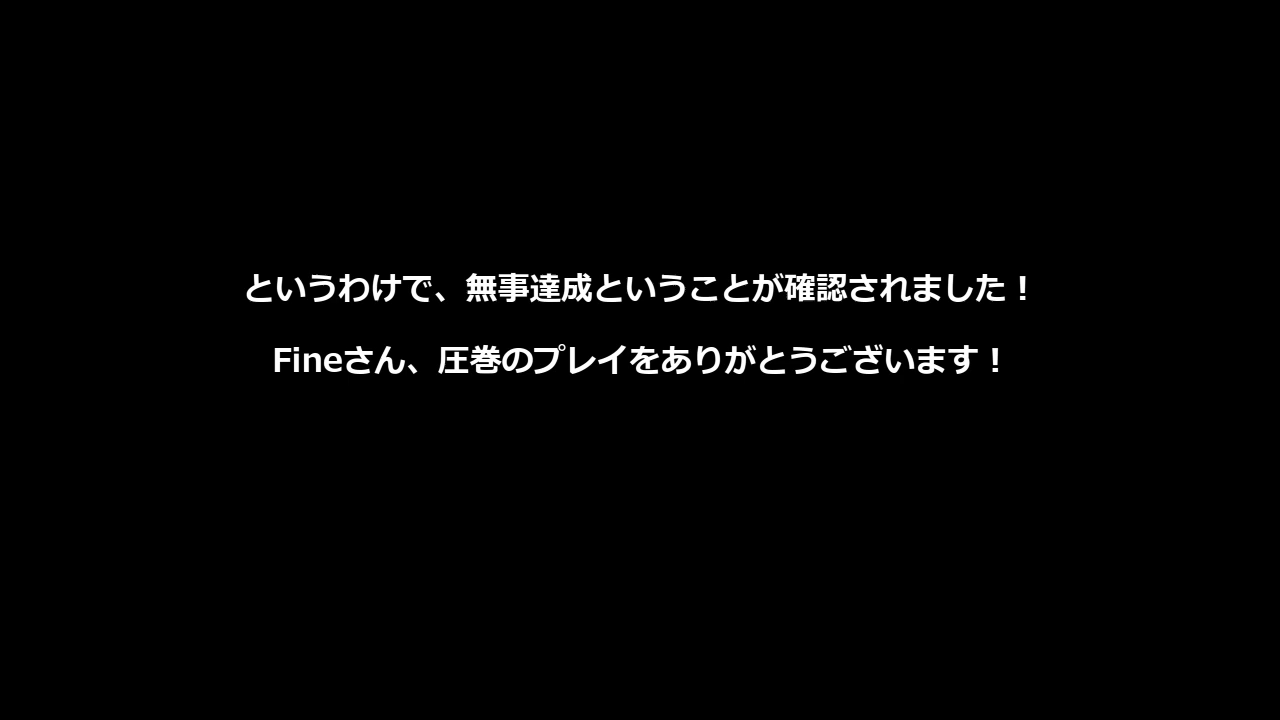 というわけで、無事達成ということが確認されました！
Fineさん、圧巻のプレイをありがとうございます！